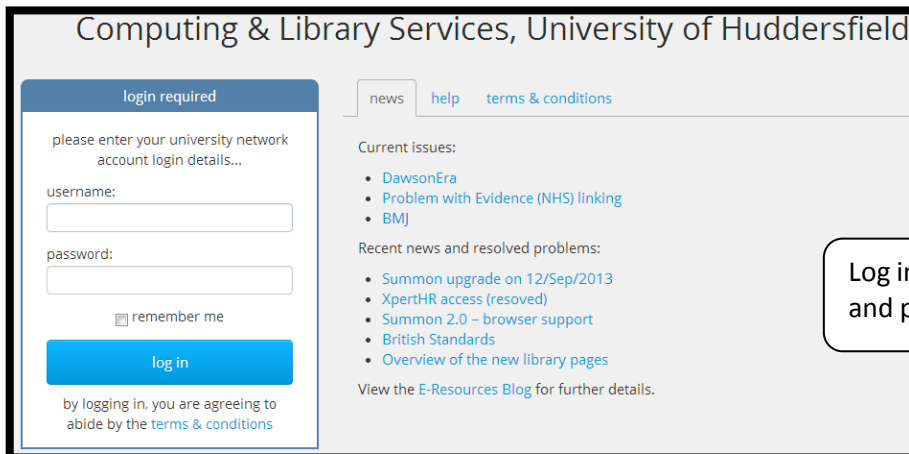 Computing & Library Services, University of Huddersfield
login required
please enter your university network
account login details...
username:
password:
remember me
log in
by logging in, you are agreeing to
abide by the terms & conditions
news help terms & conditions
Current issues:
• DawsonEra
• Problem with Evidence (NHS) linking
• BMJ
Recent news and resolved problems:
• Summon upgrade on 12/Sep/2013
• XpertHR access (resoved)
• Summon 2.0 – browser support
• British Standards
• Overview of the new library pages
View the E-Resources Blog for further details.
Log
and